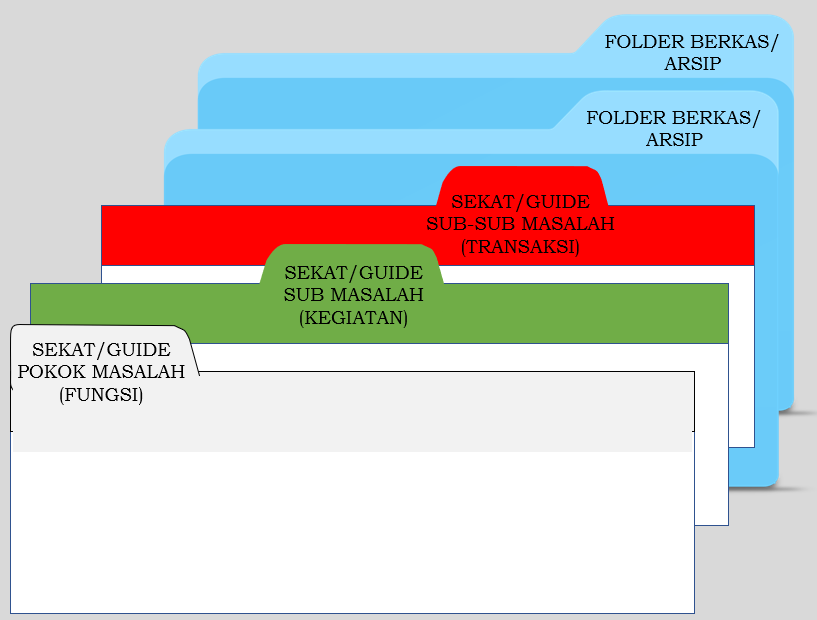 FOLDER BERKAS/
ARSIP
FOLDER BERKAS/
ARSIP
SEKAT/GUIDE
SUB-SUB MASALAH
(TRANSAKSI)
SEKAT/GUIDE
SUB MASALAH
(KEGIATAN)
SEKAT/GUIDE
POKOK MASALAH
(FUNGSI)